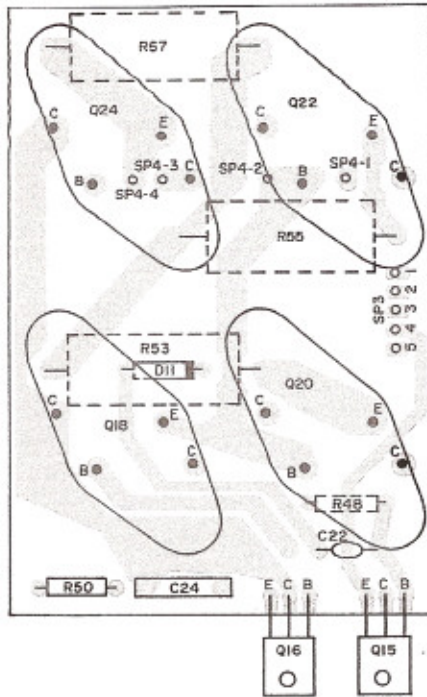 R57
Q24
Q22
C
E
C
E
SP4-3
C
SP4-2
SP4-1
C
B
SP4-4
B
R55
1
2
3
4
5
SP3
R53
D11
Q20
C
E
C
E
Q18
B
C
B
C
R48
C22
R50
C24
E C B
E C B
Q16
Q15